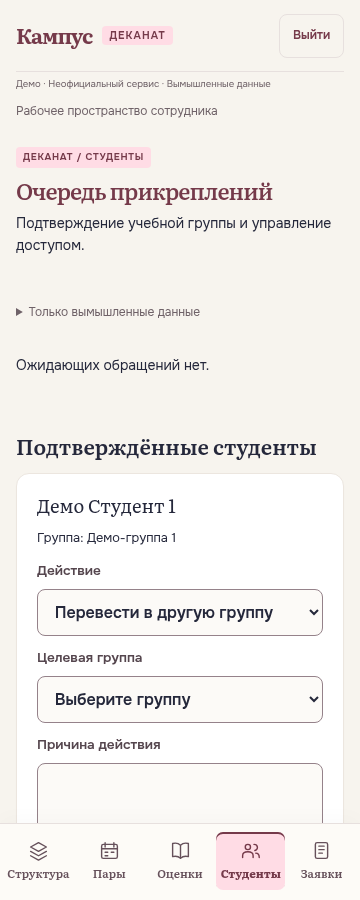 Кампус
ДЕКАНАТ
Выйти
Демо · Неофициальный сервис · Вымышленные данные
Рабочее пространство сотрудника
ДЕКАНАТ / СТУДЕНТЫ
Очередь прикреплений
Подтверждение учебной группы и управление
доступом.
Только вымышленные данные
Ожидающих обращений нет.
Подтверждённые студенты
Демо Студент 1
Группа: Демо-группа 1
Действие
Перевести в другую группу
Целевая группа
Выберите группу
Причина действия
Структура
Пары
Оценки
Студенты
Заявки